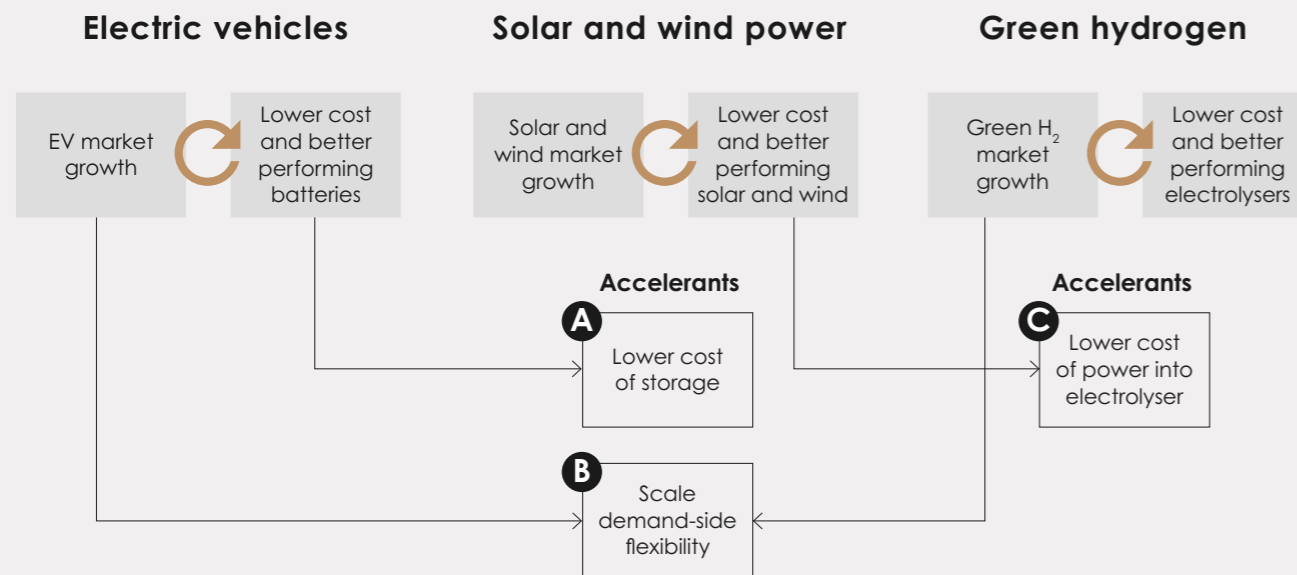 Electric vehicles
Solar and wind power
Green hydrogen
EV market
growth
Lower cost
and better
performing
batteries
Solar and
wind market
growth
Lower cost
and better
performing
solar and wind
Green H2
market
growth
Lower cost
and better
performing
electrolysers
Accelerants
A
Lower cost
of storage
B
Scale
demand-side
flexibility
Accelerants
C
Lower cost
of power into
electrolyser